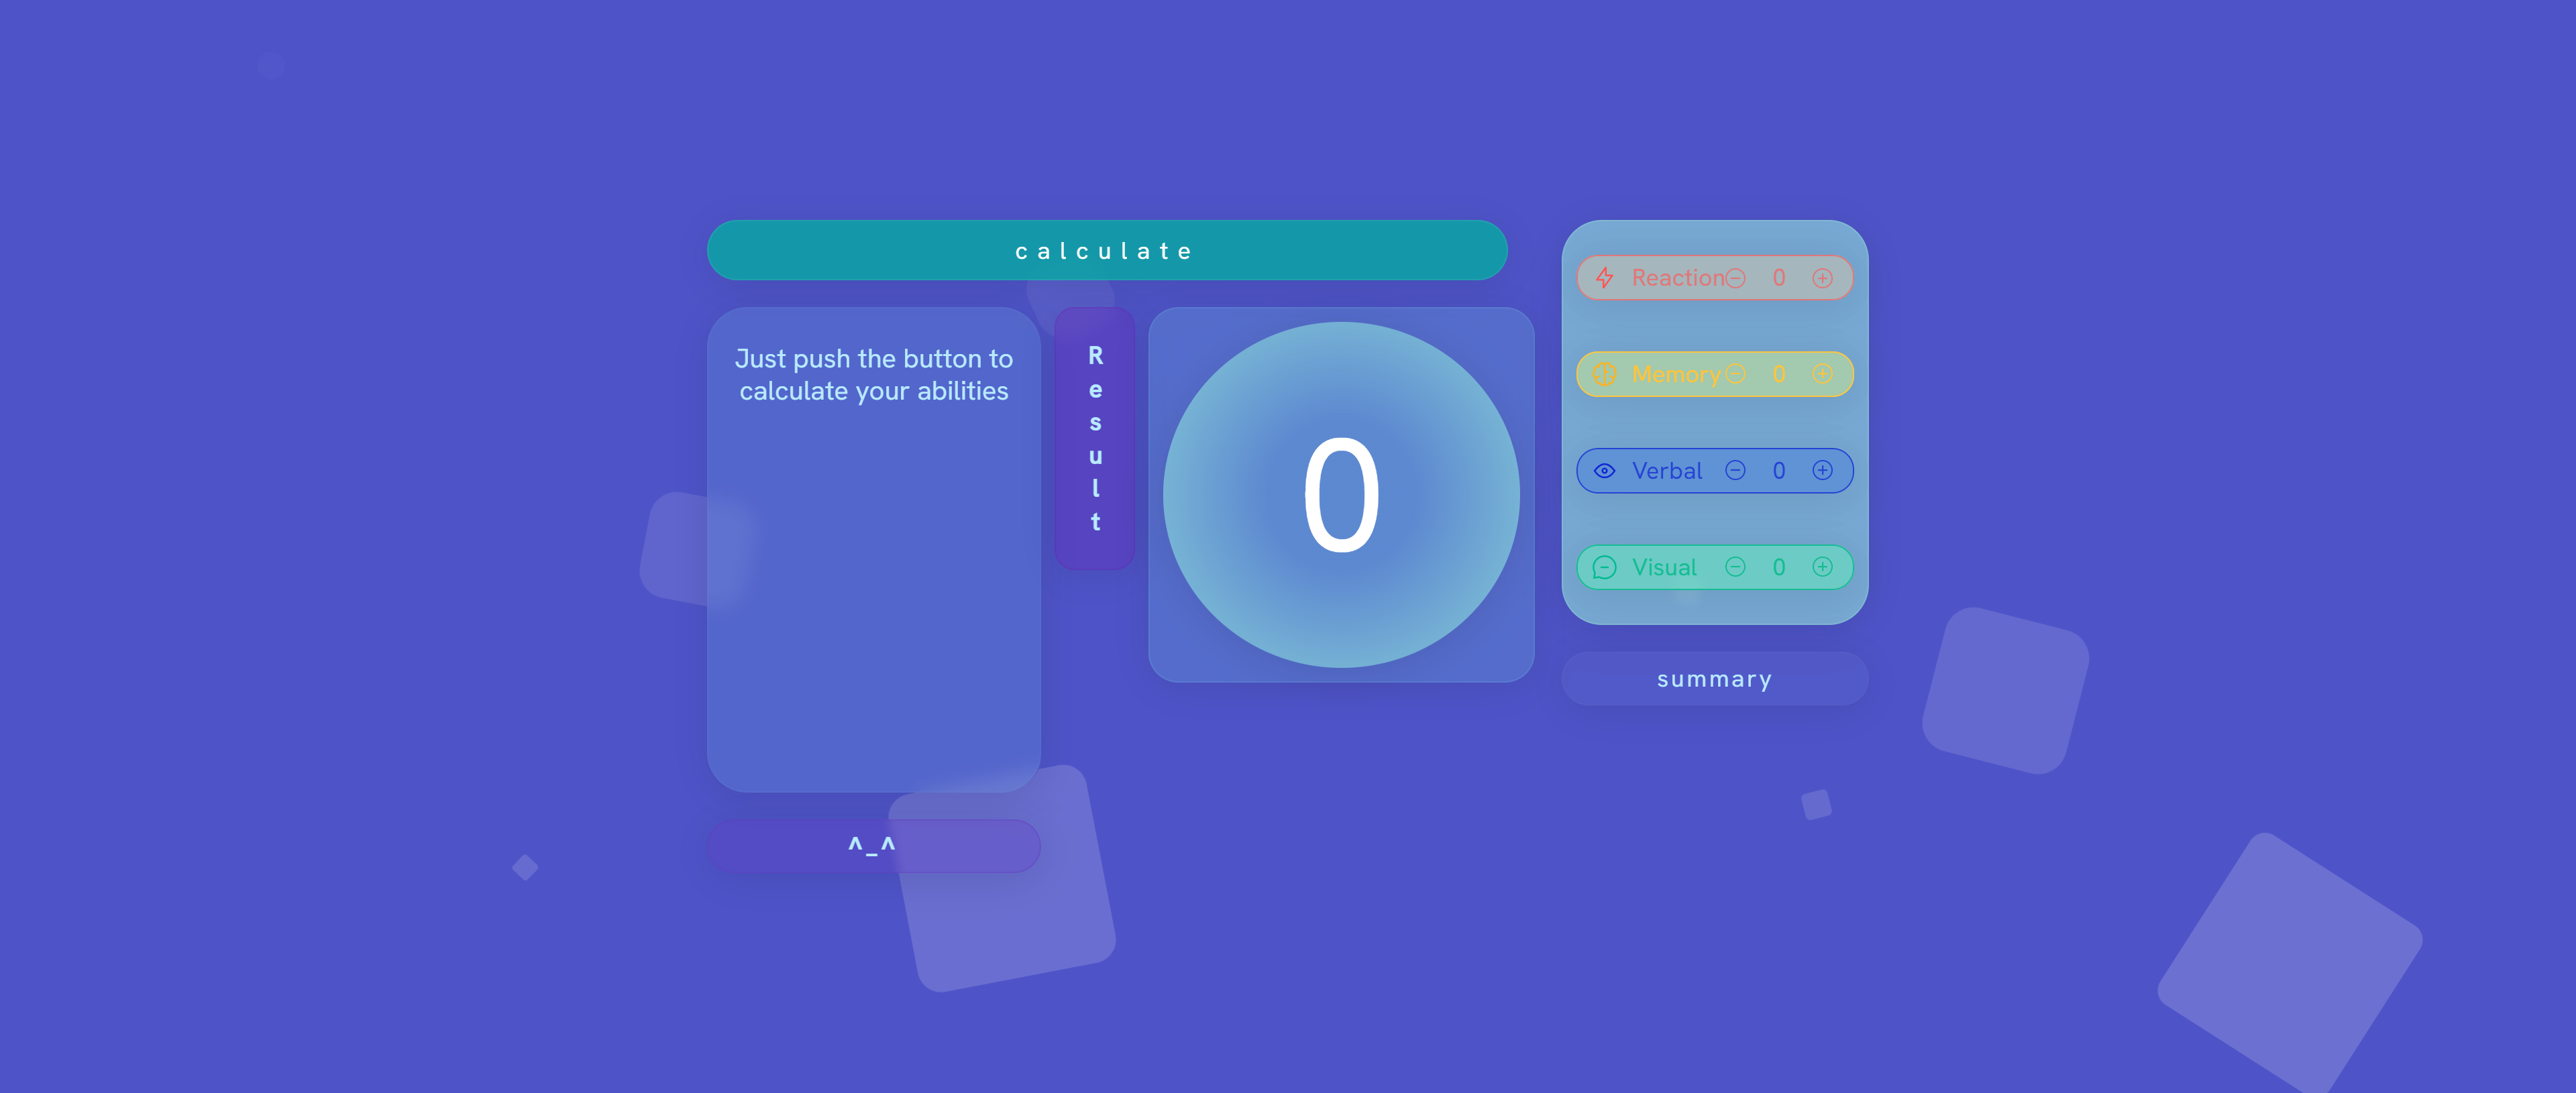 calculate
Just push the button to
calculate your abilities
^_^
R
e
s
u
l
t
0
Reaction 0
Memory 0
Verbal 0
Visual 0
summary